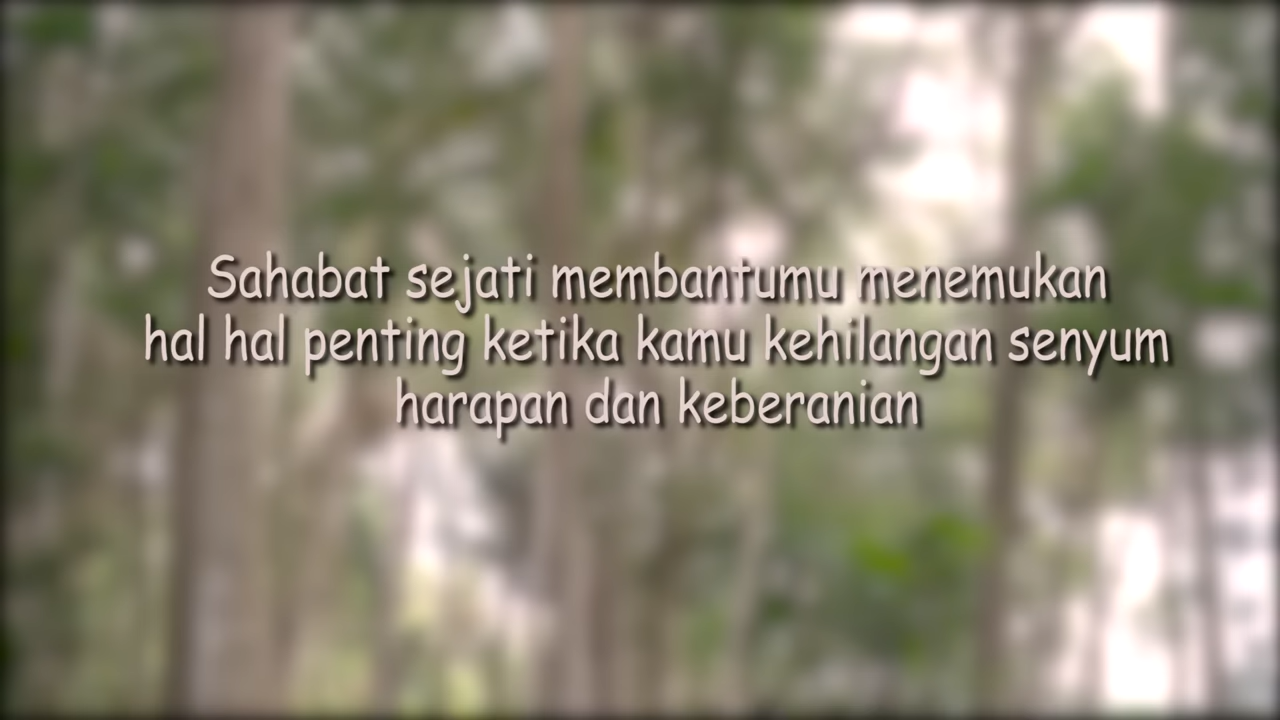 Sahabat sejati membantumu menemukan
hal hal penting ketika kamu kehilangan senyum
harapan dan keberanian